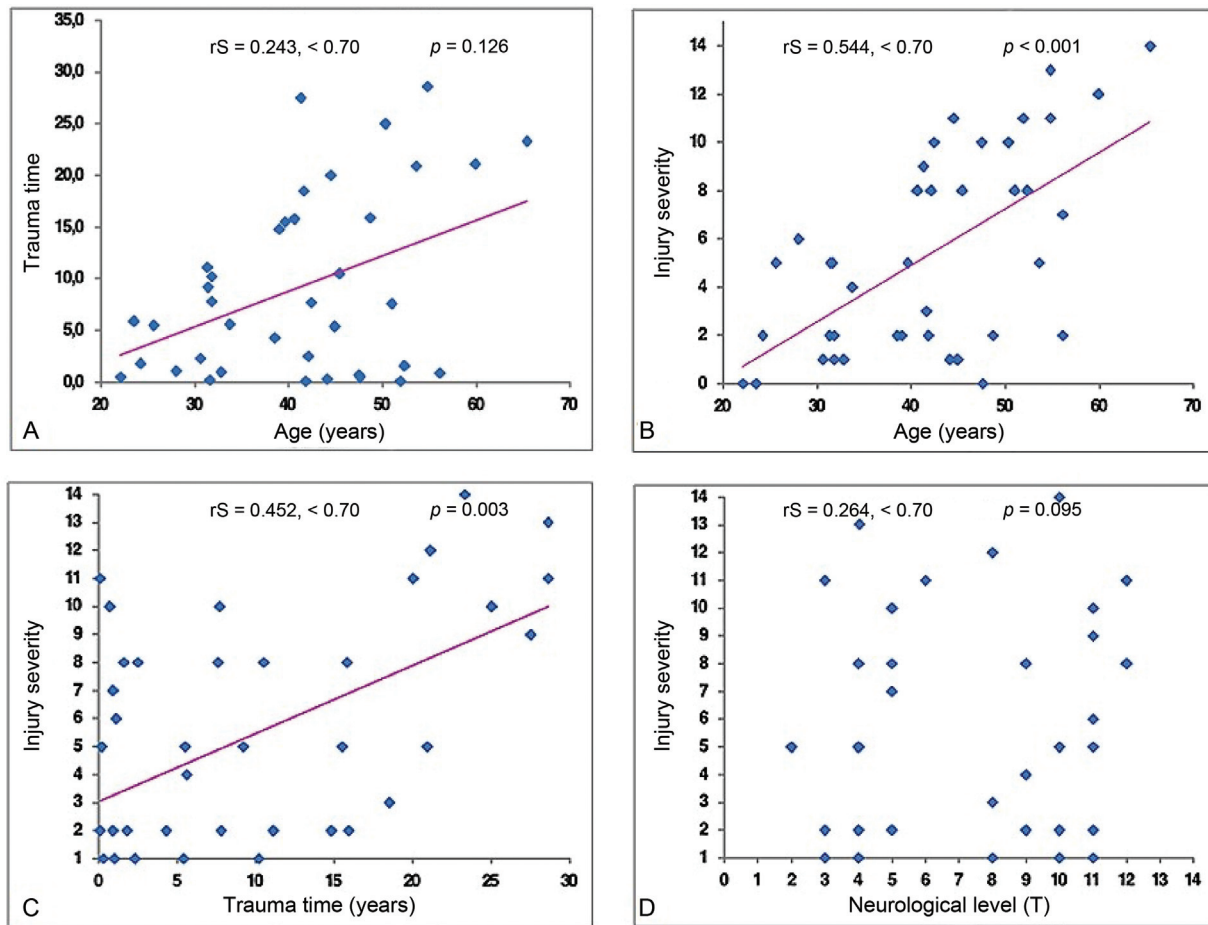 rS = 0.243, < 0.70 p = 0.126
Trauma time
35,0
30,0
25,0
20,0
15,0
10,0
5,0
0,0
20 30 40 50 60 70
Age (years)
A
rS = 0.544, < 0.70 p < 0.001
Injury severity
14
12
10
8
6
4
2
0
20 30 40 50 60 70
Age (years)
B
rS = 0.452, < 0.70 p = 0.003
Injury severity
14
13
12
11
10
9
8
7
6
5
4
3
2
1
0 5 10 15 20 25 30
Trauma time (years)
C
rS = 0.264, < 0.70 p = 0.095
Injury severity
14
13
12
11
10
9
8
7
6
5
4
3
2
1
0 1 2 3 4 5 6 7 8 9 10 11 12 13 14
Neurological level (T)
D